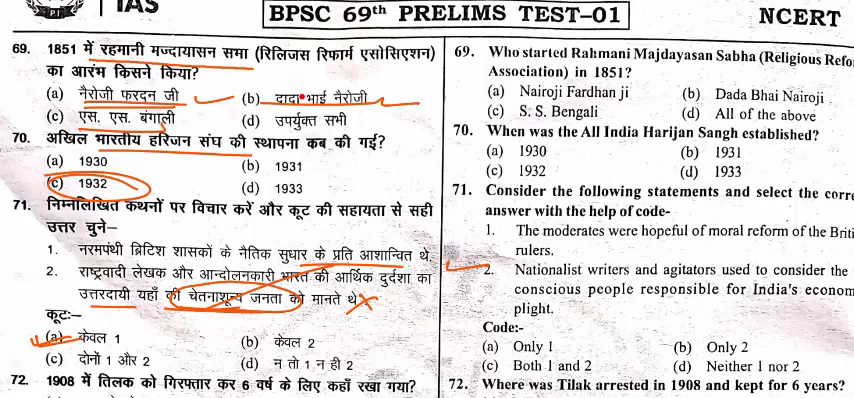 IAS
BPSC 69th PRELIMS TEST-01
NCERT
69. 1851 में रहमानी मज्दायासन सभा (रिलिजस रिफार्म एसोसिएशन)
का आरंभ किसने किया?
(a) नैरोजी फरदन जी (b) दादा भाई नैरोजी
(c) एस. एस. बंगाली (d) उपर्युक्त सभी
70. अखिल भारतीय हरिजन संघ की स्थापना कब की गई?
(a) 1930 (b) 1931
(c) 1932 (d) 1933
71. निम्नलिखित कथनों पर विचार करें और कूट की सहायता से सही
उत्तर चुने–
1. नरमपंथी ब्रिटिश शासकों के नैतिक सुधार के प्रति आशान्वित थे
2. राष्ट्रवादी लेखक और आन्दोलनकारी भारत की आर्थिक दुर्दशा का
उत्तरदायी यहाँ की चेतनाशून्य जनता को मानते थे
कूट:–
(a) केवल 1 (b) केवल 2
(c) दोनों 1 और 2 (d) न तो 1 न ही 2
72. 1908 में तिलक को गिरफ्तार कर 6 वर्ष के लिए कहाँ रखा गया?
69. Who started Rahmani Majdayasan Sabha (Religious Refo
Association) in 1851?
(a) Nairoji Fardhan ji (b) Dada Bhai Nairoji
(c) S. S. Bengali (d) All of the above
70. When was the All India Harijan Sangh established?
(a) 1930 (b) 1931
(c) 1932 (d) 1933
71. Consider the following statements and select the corre
answer with the help of code-
1. The moderates were hopeful of moral reform of the Briti
rulers.
2. Nationalist writers and agitators used to consider the
conscious people responsible for India's econom
plight.
Code:-
(a) Only 1 (b) Only 2
(c) Both 1 and 2 (d) Neither 1 nor 2
72. Where was Tilak arrested in 1908 and kept for 6 years?